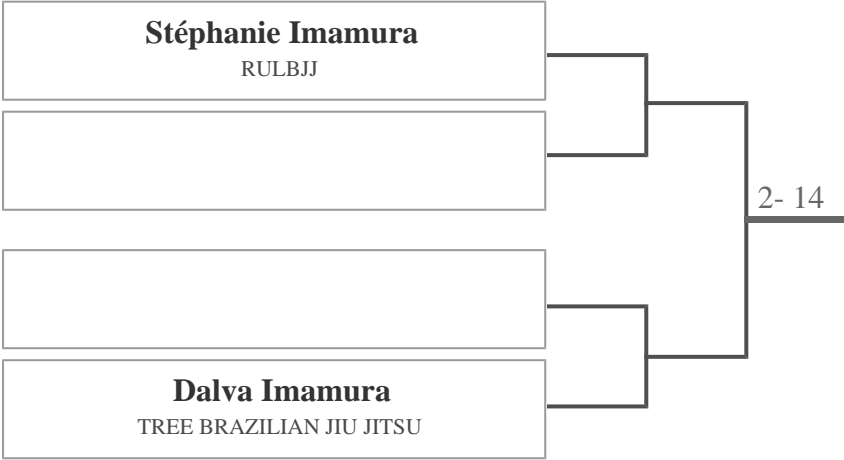 Stéphanie Imamura
RULBJJ
2- 14
Dalva Imamura
TREE BRAZILIAN JIU JITSU